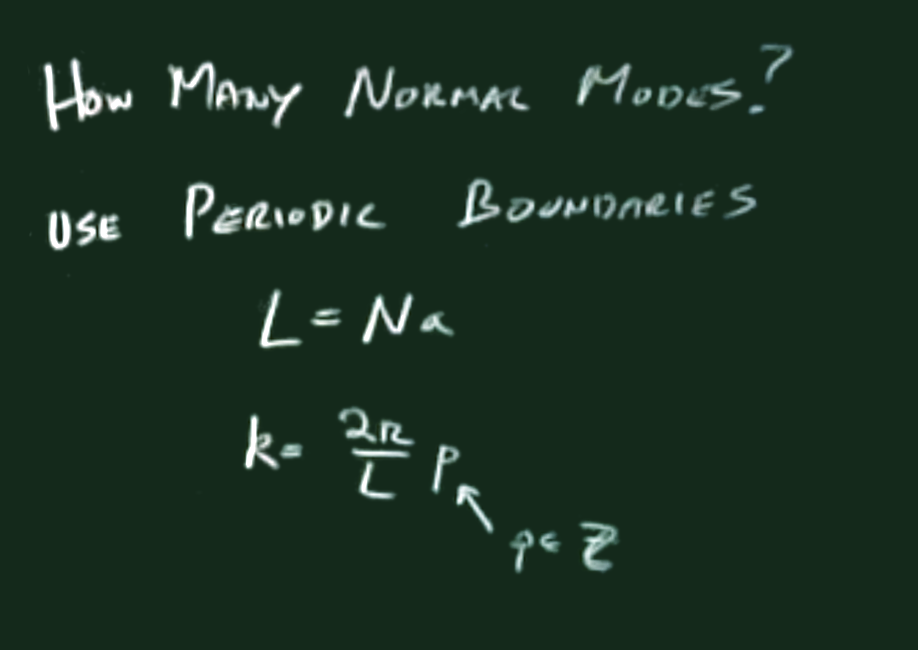 HOW MANY NORMAL MODES?
USE PERIODIC BOUNDARIES
L = Na
k = 2π/L p
p ∈ Z